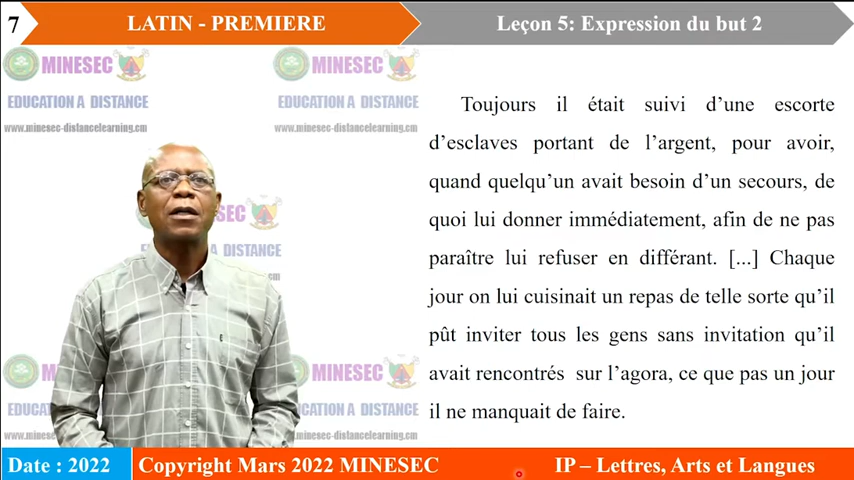 7
LATIN - PREMIERE
Leçon 5: Expression du but 2
MINESEC
MINESEC
EDUCATION A DISTANCE
EDUCATION A DISTANCE
www.minesec-distancelearning.cm
www.minesec-distancelearning.cm
Toujours il était suivi d’une escorte
d’esclaves portant de l’argent, pour avoir,
quand quelqu’un avait besoin d’un secours, de
quoi lui donner immédiatement, afin de ne pas
paraître lui refuser en différant. [...] Chaque
jour on lui cuisinait un repas de telle sorte qu’il
pût inviter tous les gens sans invitation qu’il
avait rencontrés sur l’agora, ce que pas un jour
il ne manquait de faire.
Date : 2022
Copyright Mars 2022 MINESEC
IP – Lettres, Arts et Langues